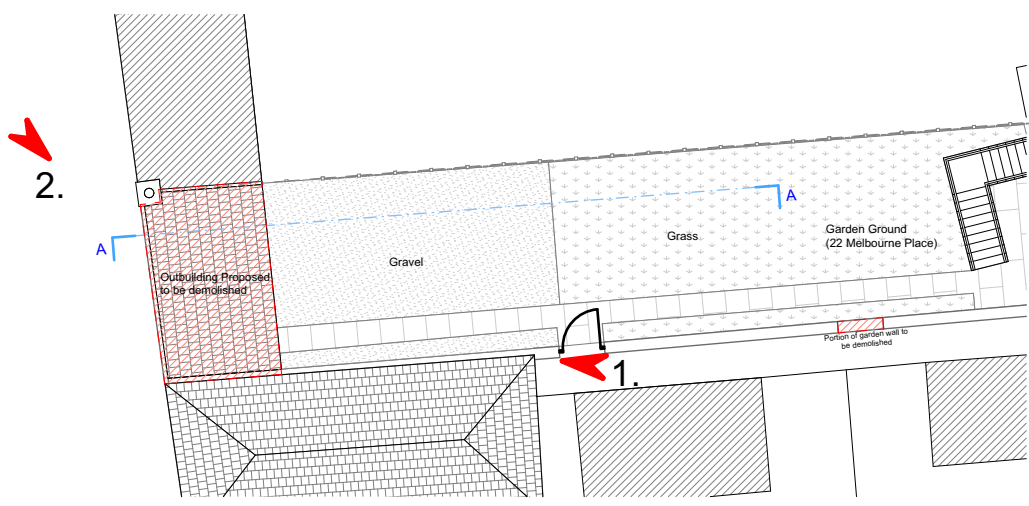 2.
A
A
Outbuilding Proposed
to be demolished
Gravel
Grass
Garden Ground
(22 Melbourne Place)
Portion of garden wall to
be demolished
1.